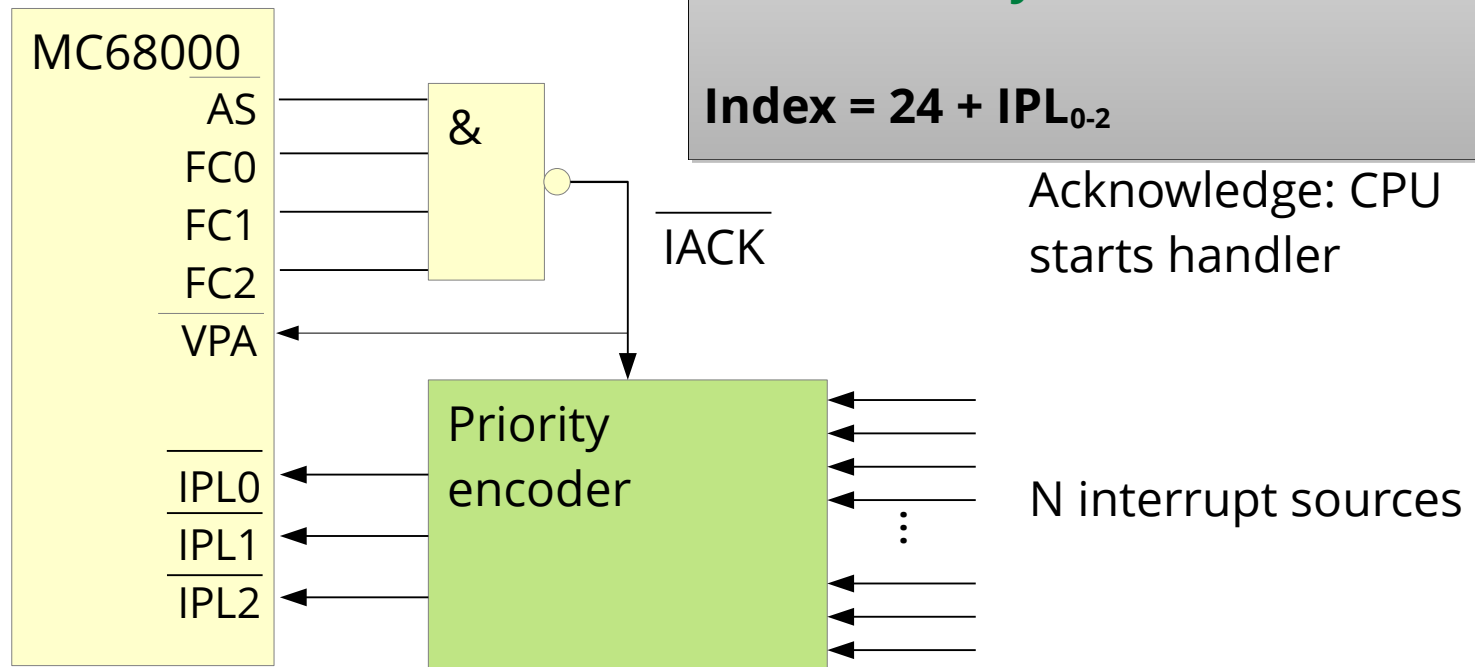 MC68000
AS
FC0
FC1
FC2
VPA
IPL0
IPL1
IPL2
&
IACK
Priority
encoder
Index = 24 + IPL0-2
Acknowledge: CPU
starts handler
N interrupt sources
...